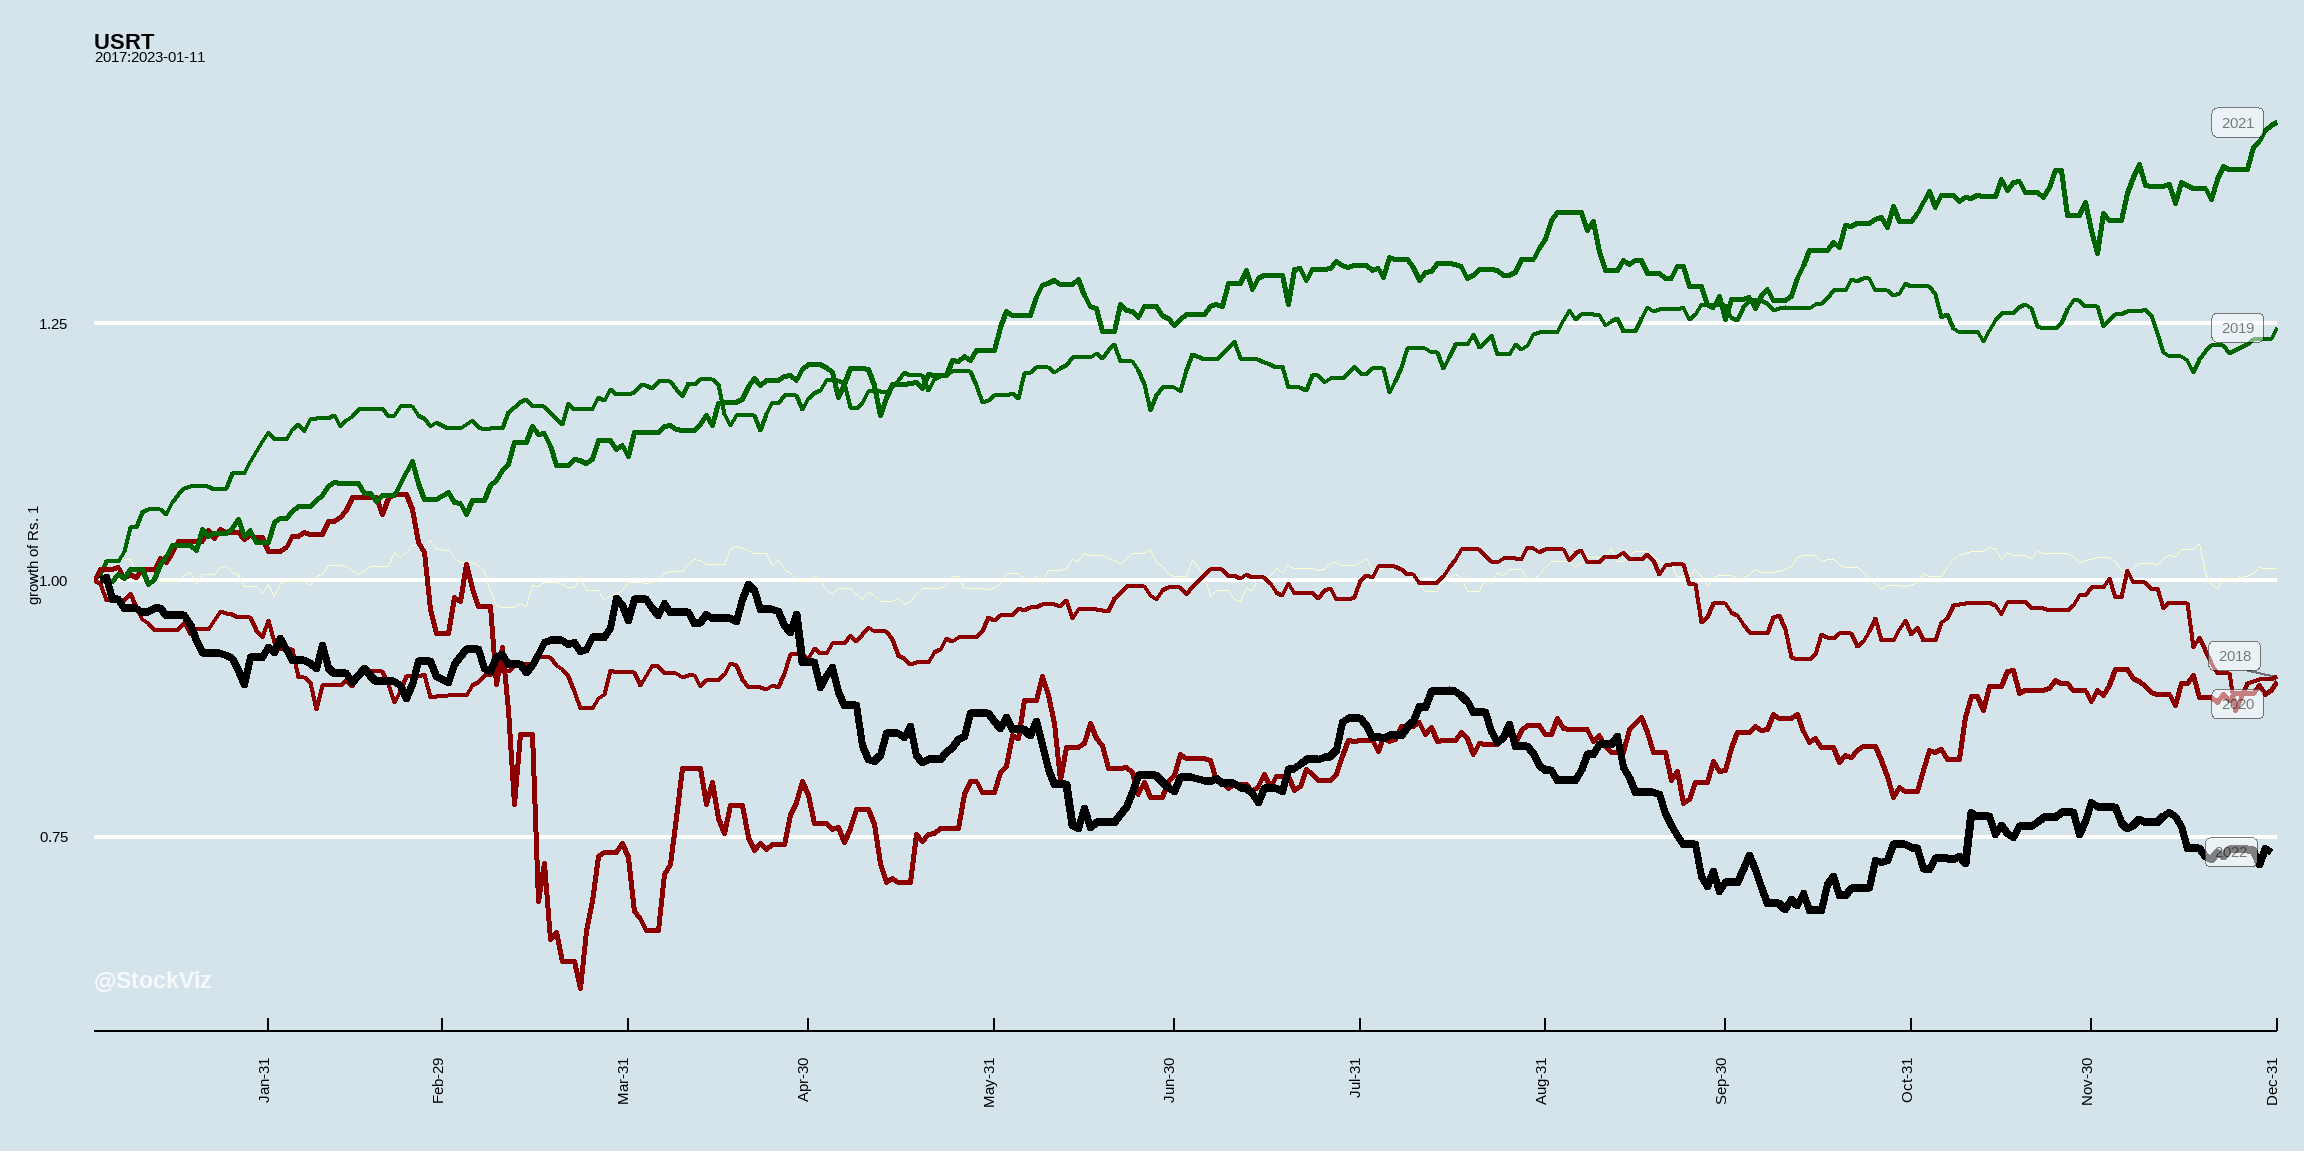 USRT
2017:2023-01-11
2021
1.25
2019
growth of Rs. 1
1.00
2018
2020
0.75
2022
@StockViz
Jan-31
Feb-29
Mar-31
Apr-30
May-31
Jun-30
Jul-31
Aug-31
Sep-30
Oct-31
Nov-30
Dec-31